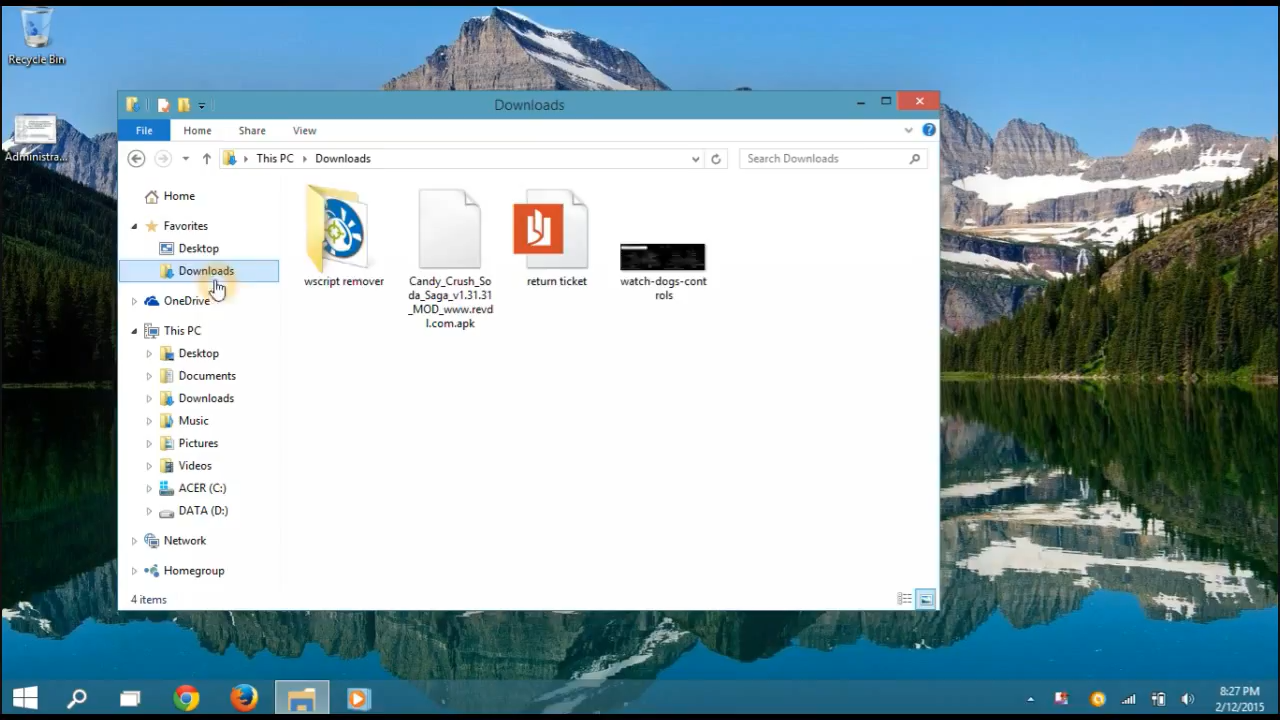 Recycle Bin
Administra...
Downloads
File Home Share View
This PC Downloads
Search Downloads
Home
Favorites
Desktop
Downloads
OneDrive
This PC
Desktop
Documents
Downloads
Music
Pictures
Videos
ACER (C:)
DATA (D:)
Network
Homegroup
wscript remover
Candy_Crush_So
da_Saga_v1.31.31
_MOD_www.revd
l.com.apk
return ticket
watch-dogs-cont
rols
4 items
8:27 PM
2/12/2015